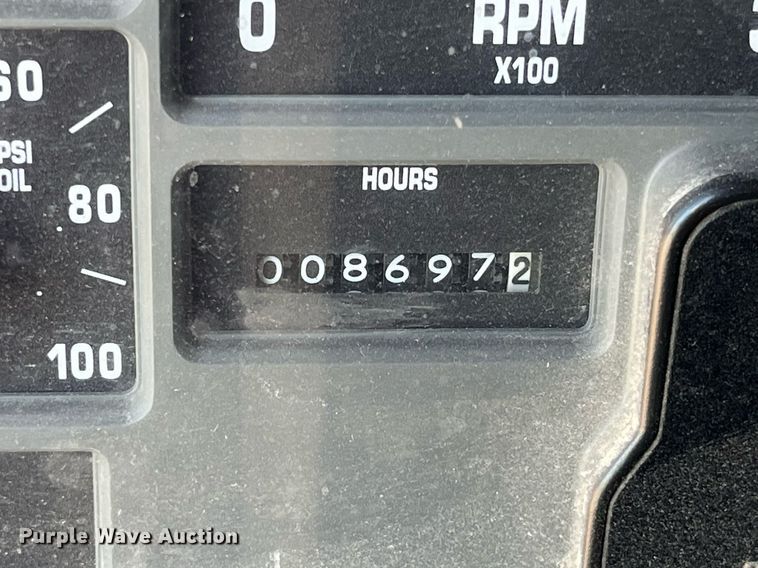 0 RPM
X100
60
PSI
OIL
80
100
HOURS
0086972
Purple Wave Auction